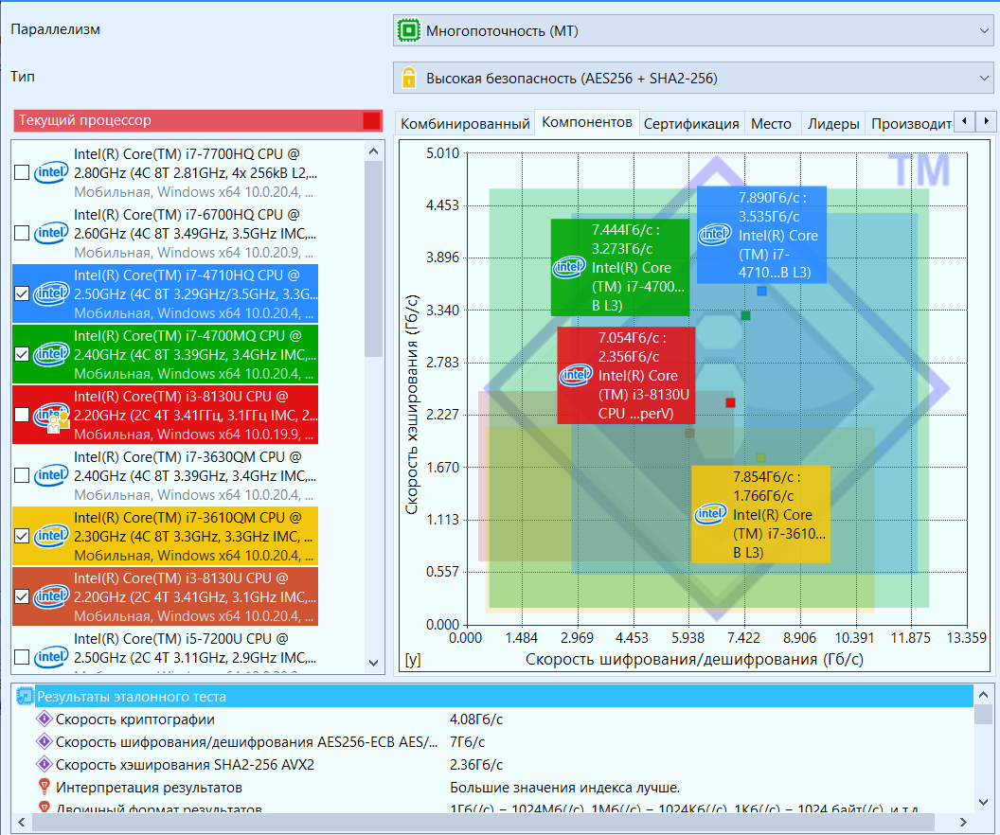 Параллелизм
Многопоточность (MT)
Тип
Высокая безопасность (AES256 + SHA2-256)
Текущий процессор
Intel(R) Core(TM) i7-7700HQ CPU @
2.80GHz (4C 8T 2.81GHz, 4x 256kB L2,...
Мобильная, Windows x64 10.0.20.4, ...
Intel(R) Core(TM) i7-6700HQ CPU @
2.60GHz (4C 8T 3.49GHz, 3.5GHz IMC,...
Мобильная, Windows x64 10.0.20.9, ...
Intel(R) Core(TM) i7-4710HQ CPU @
2.50GHz (4C 8T 3.29GHz/3.5GHz, 3.3G...
Мобильная, Windows x64 10.0.20.4, ...
Intel(R) Core(TM) i7-4700MQ CPU @
2.40GHz (4C 8T 3.39GHz, 3.4GHz IMC,...
Мобильная, Windows x64 10.0.20.4, ...
Intel(R) Core(TM) i3-8130U CPU @
2.20GHz (2C 4T 3.41ГГц, 3.1ГГц IMC, 2...
Мобильная, Windows x64 10.0.19.9, ...
Intel(R) Core(TM) i7-3630QM CPU @
2.40GHz (4C 8T 3.39GHz, 3.4GHz IMC,...
Мобильная, Windows x64 10.0.20.4, ...
Intel(R) Core(TM) i7-3610QM CPU @
2.30GHz (4C 8T 3.3GHz, 3.3GHz IMC, ...
Мобильная, Windows x64 10.0.20.4, ...
Intel(R) Core(TM) i3-8130U CPU @
2.20GHz (2C 4T 3.41GHz, 3.1GHz IMC,...
Мобильная, Windows x64 10.0.20.4, ...
Intel(R) Core(TM) i5-7200U CPU @
2.50GHz (2C 4T 3.11GHz, 2.9GHz IMC,...
Комбинированный Компонентов Сертификация Место Лидеры Производит
TM
5.010
4.453
3.896
3.340
2.783
2.227
1.670
1.113
0.557
0.000
Скорость хэширования (Гб/с)
7.890Гб/с :
3.535Гб/с
Intel(R) Core
(TM) i7-
4710...B L3)
7.444Гб/с :
3.273Гб/с
Intel(R) Core
(TM) i7-4700...
B L3)
7.054Гб/с :
2.356Гб/с
Intel(R) Core
(TM) i3-8130U
CPU ...perV)
7.854Гб/с :
1.766Гб/с
Intel(R) Core
(TM) i7-3610...
B L3)
0.000 1.484 2.969 4.453 5.938 7.422 8.906 10.391 11.875 13.359
[y]
Скорость шифрования/дешифрования (Гб/с)
Результаты эталонного теста
Скорость криптографии 4.08Гб/с
Скорость шифрования/дешифрования AES256-ECB AES/... 7Гб/с
Скорость хэширования SHA2-256 AVX2 2.36Гб/с
Интерпретация результатов Большие значения индекса лучше.
Двоичный формат результатов 1Гб(/с) = 1024Мб(/с), 1Мб(/с) = 1024Кб(/с), 1Кб(/с) = 1024 байт(/с), и т.д.